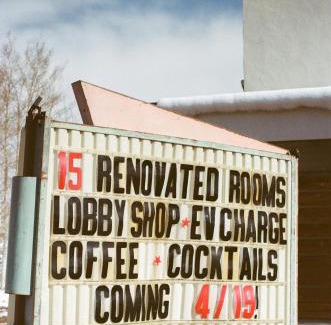 15 RENOVATED ROOMS
LOBBY SHOP * EV CHARGE
COFFEE * COCKTAILS
COMING 4/19!